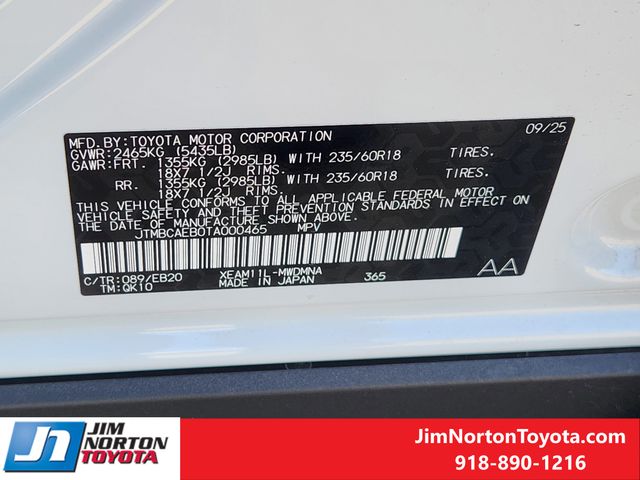 09/25
MFD.BY:TOYOTA MOTOR CORPORATION
GVWR:2465KG (5435LB)
GAWR:FRT. 1355KG (2985LB) WITH 235/60R18 TIRES.
18X7 1/2J RIMS.
RR. 1355KG (2985LB) WITH 235/60R18 TIRES.
18X7 1/2J RIMS.
THIS VEHICLE CONFORMS TO ALL APPLICABLE FEDERAL MOTOR
VEHICLE SAFETY AND THEFT PREVENTION STANDARDS IN EFFECT ON
THE DATE OF MANUFACTURE SHOWN ABOVE.
JTMBCAEB0TA000465 MPV
C/TR:089/EB20 XEAM11L-MWDMNA 365
TM:QK10 MADE IN JAPAN
AA
JIM NORTON TOYOTA
JimNortonToyota.com
918-890-1216